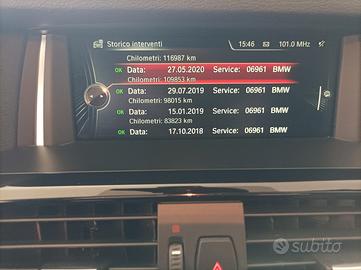 Storico interventi 15:46 101.0 MHz
Chilometri: 116987 km
OK Data: 27.05.2020 Service: 06961 BMW
Chilometri: 109853 km
OK Data: 29.07.2019 Service: 06961 BMW
Chilometri: 98015 km
OK Data: 15.01.2019 Service: 06961 BMW
Chilometri: 83823 km
OK Data: 17.10.2018 Service: 06961 BMW
subito